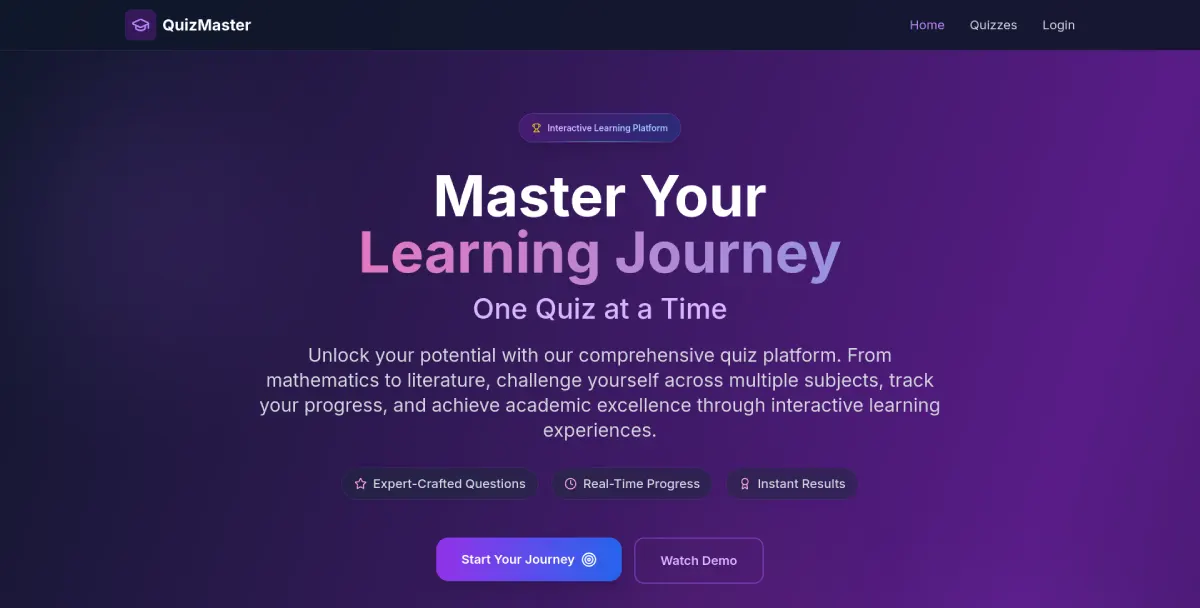 QuizMaster
Home
Quizzes
Login
Interactive Learning Platform
Master Your
Learning Journey
One Quiz at a Time
Unlock your potential with our comprehensive quiz platform. From
mathematics to literature, challenge yourself across multiple subjects, track
your progress, and achieve academic excellence through interactive learning
experiences.
Expert-Crafted Questions
Real-Time Progress
Instant Results
Start Your Journey
Watch Demo